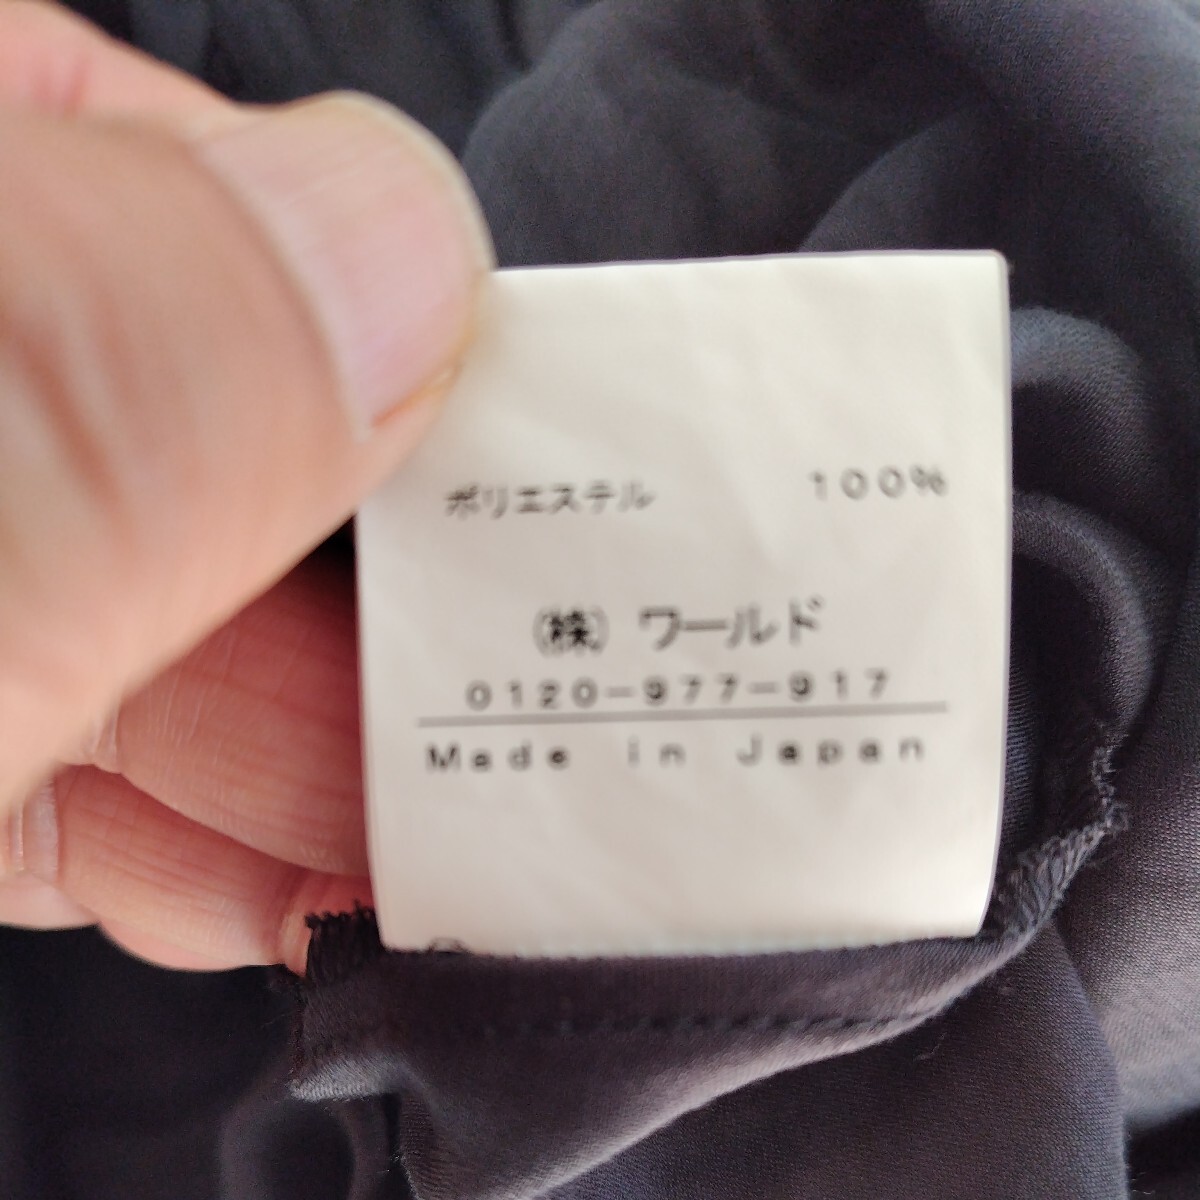 ポリエステル 100%
(株) ワールド
0120-977-917
Made in Japan